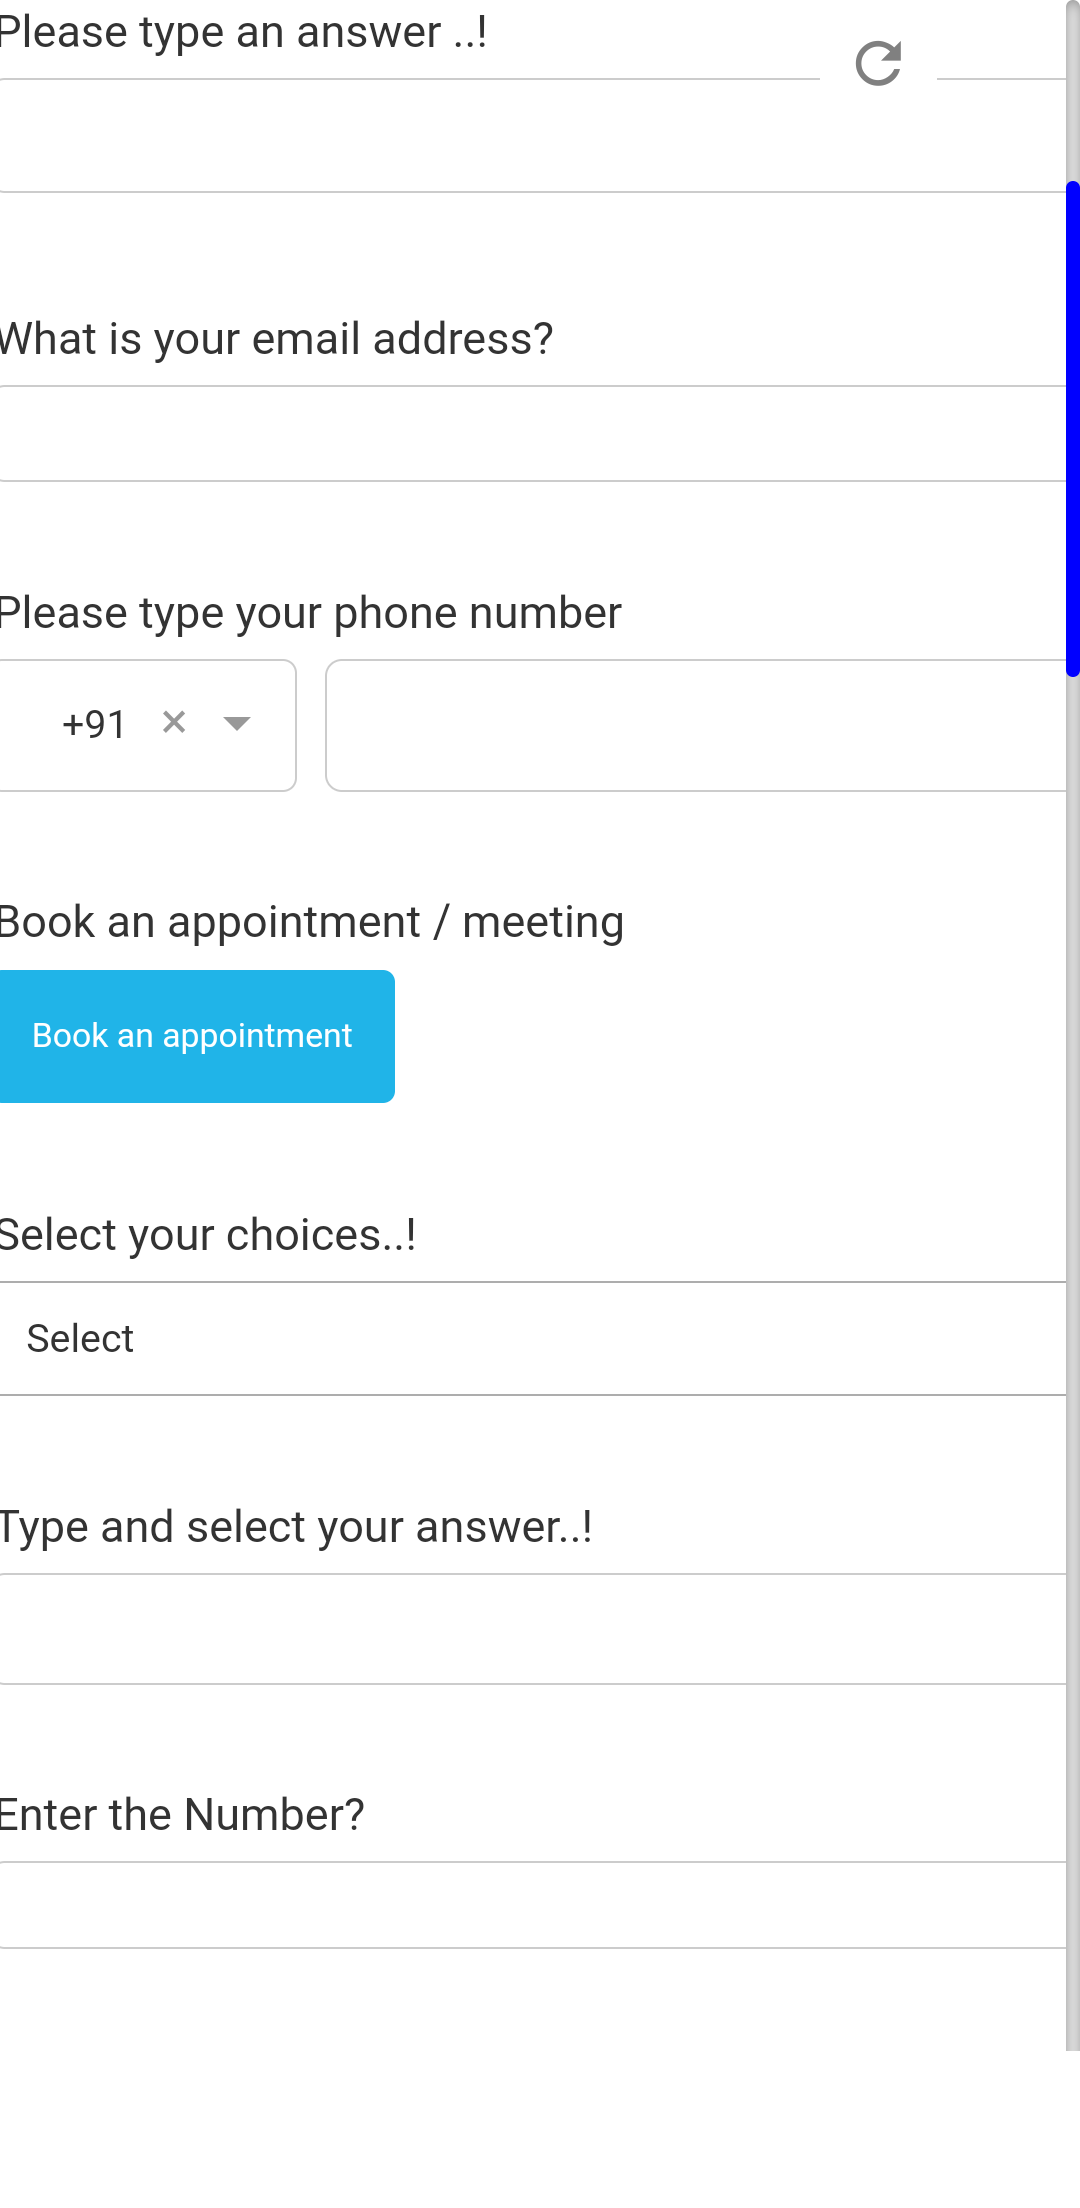 Please type an answer ..!
What is your email address?
Please type your phone number
+91
Book an appointment / meeting
Book an appointment
Select your choices..!
Select
Type and select your answer..!
Enter the Number?